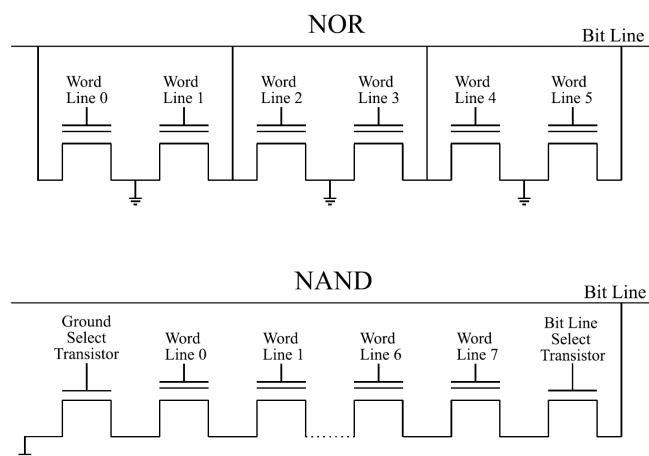 NOR
Bit Line
Word
Line 0
Word
Line 1
Word
Line 2
Word
Line 3
Word
Line 4
Word
Line 5
NAND
Bit Line
Ground
Select
Transistor
Word
Line 0
Word
Line 1
Word
Line 6
Word
Line 7
Bit Line
Select
Transistor